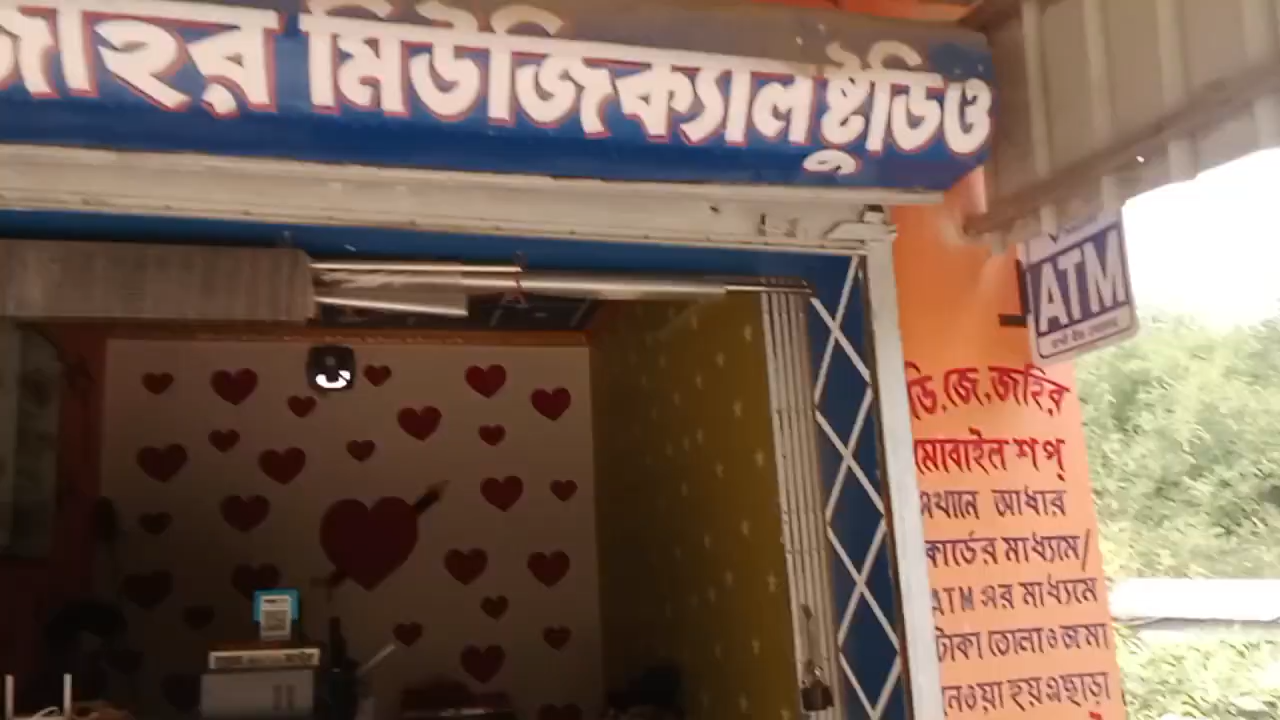 জাহির মিউজিক্যাল ষ্টুডিও
ATM
ডি.জে.জহির
মোবাইল শপ্
এখানে আধার
কার্ডের মাধ্যমে/
ATM এর মাধ্যমে
টাকা তোলা ও জমা
নেওয়া হয় এছাড়া